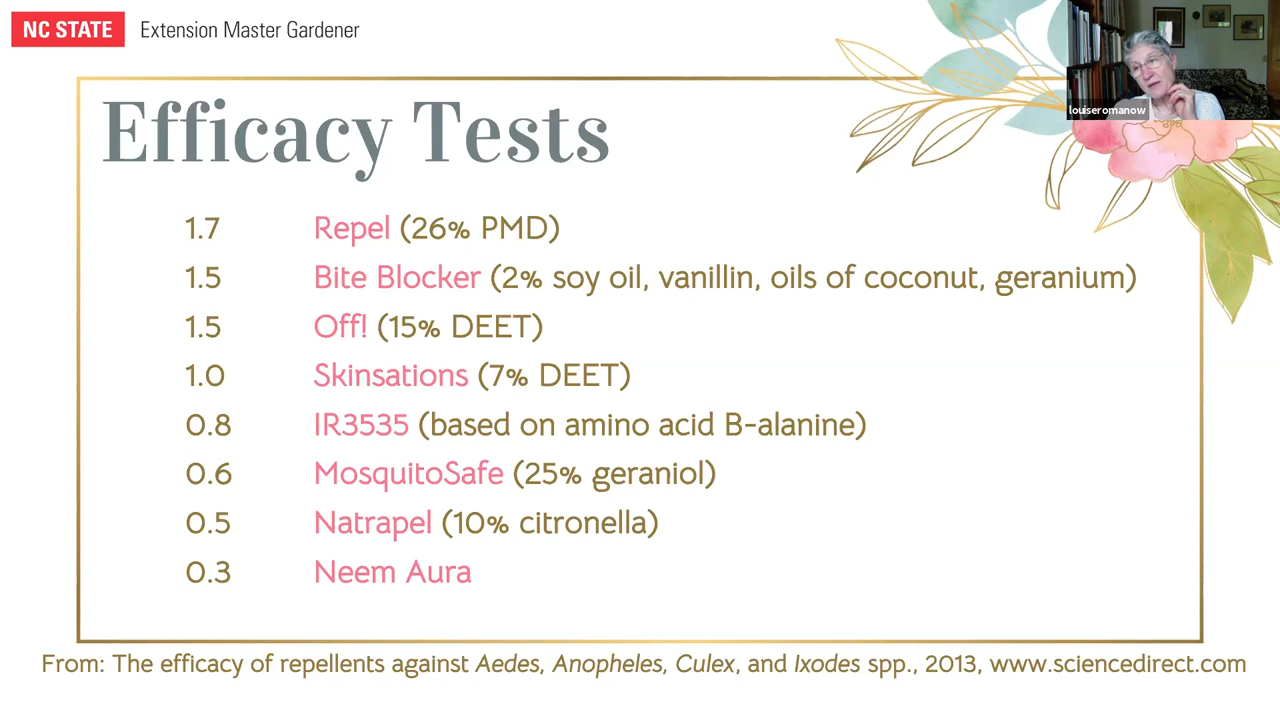 NC STATE Extension Master Gardener
louiseromanow
Efficacy Tests
1.7 Repel (26% PMD)
1.5 Bite Blocker (2% soy oil, vanillin, oils of coconut, geranium)
1.5 Off! (15% DEET)
1.0 Skinsations (7% DEET)
0.8 IR3535 (based on amino acid B-alanine)
0.6 MosquitoSafe (25% geraniol)
0.5 Natrapel (10% citronella)
0.3 Neem Aura
From: The efficacy of repellents against Aedes, Anopheles, Culex, and Ixodes spp., 2013, www.sciencedirect.com